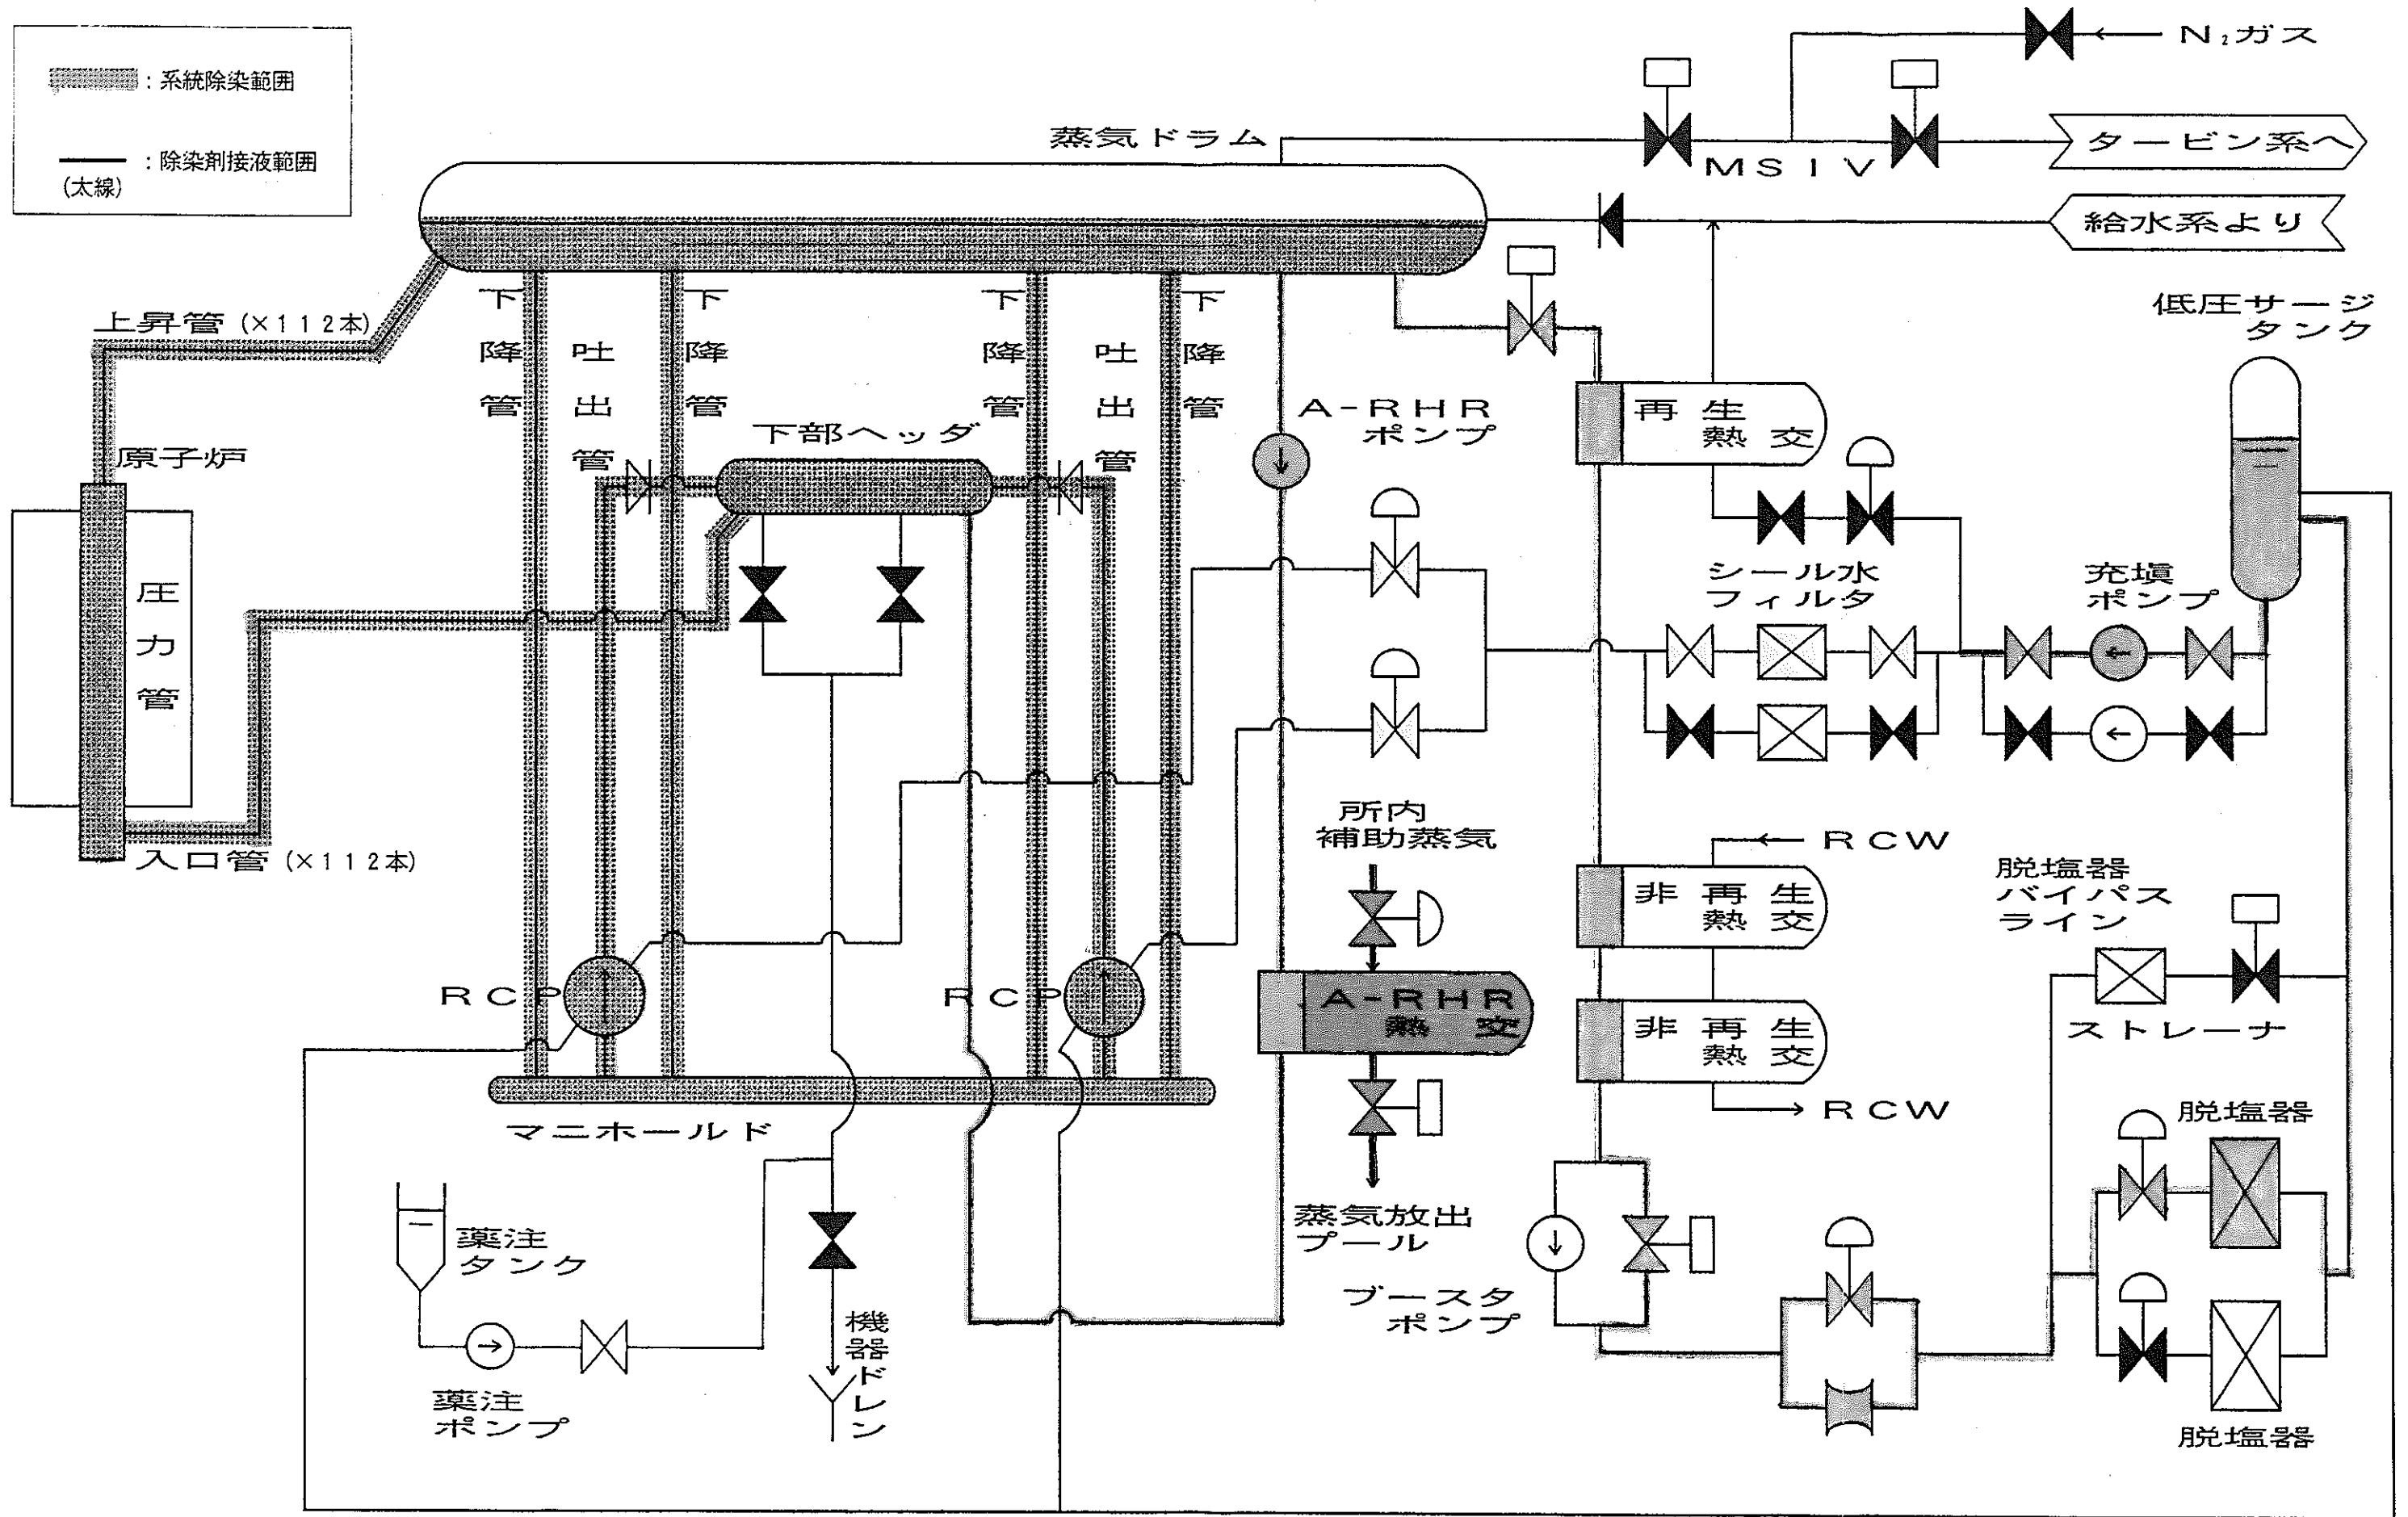 ：系統除染範囲
：除染剤接液範囲
(太線)
N₂ガス
蒸気ドラム
MSIV
タービン系へ
給水系より
低圧サージ
タンク
上昇管(×112本)
下降管
吐出管
下降管
下降管
吐出管
下降管
A-RHR
ポンプ
再生
熱交
下部ヘッダ
原子炉
圧力管
入口管(×112本)
シール水
フィルタ
充填
ポンプ
所内
補助蒸気
RCW
非再生
熱交
脱塩器
バイパス
ライン
RCP
RCP
A-RHR
熱交
非再生
熱交
ストレーナ
RCW
マニホールド
脱塩器
薬注
タンク
蒸気放出
プール
ブースタ
ポンプ
機器ドレン
薬注
ポンプ
脱塩器